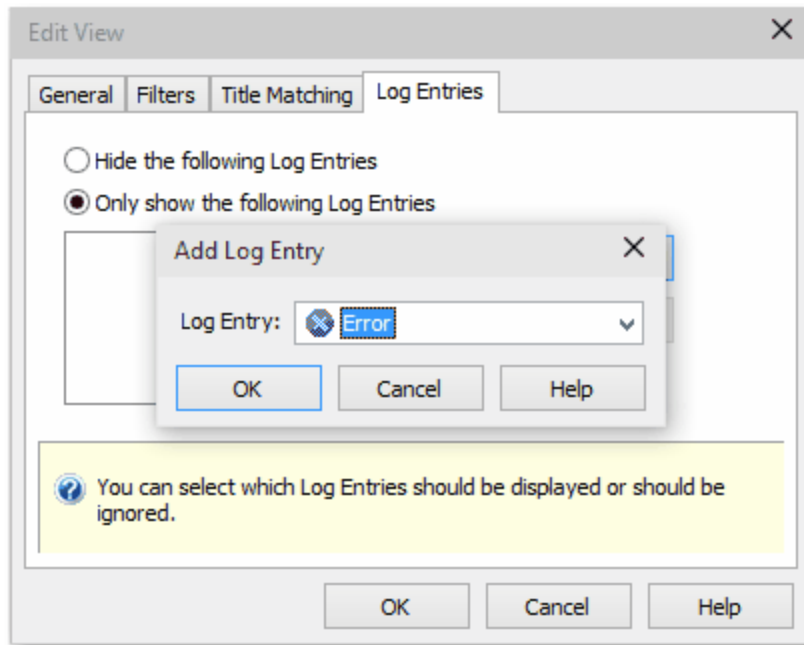 Edit View
General Filters Title Matching Log Entries
Hide the following Log Entries
Only show the following Log Entries
Add Log Entry
Log Entry: Error
OK Cancel Help
You can select which Log Entries should be displayed or should be
ignored.
OK Cancel Help